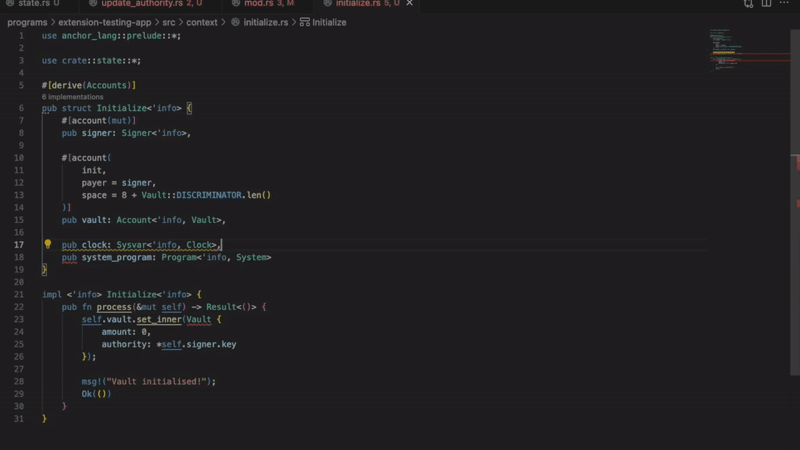 state.rs U update_authority.rs 2, U mod.rs 3, M initialize.rs 5, U
programs > extension-testing-app > src > context > initialize.rs > Initialize
1 use anchor_lang::prelude::*;
2
3 use crate::state::*;
4
5 #[derive(Accounts)]
6 implementations
6 pub struct Initialize<'info> {
7 #[account(mut)]
8 pub signer: Signer<'info>,
9
10 #[account(
11 init,
12 payer = signer,
13 space = 8 + Vault::DISCRIMINATOR.len()
14 )]
15 pub vault: Account<'info, Vault>,
16
17 pub clock: Sysvar<'info, Clock>,
18 pub system_program: Program<'info, System>
19 }
20
21 impl <'info> Initialize<'info> {
22 pub fn process(&mut self) -> Result<()> {
23 self.vault.set_inner(Vault {
24 amount: 0,
25 authority: *self.signer.key
26 });
27
28 msg!("Vault initialised!");
29 Ok(())
30 }
31 }